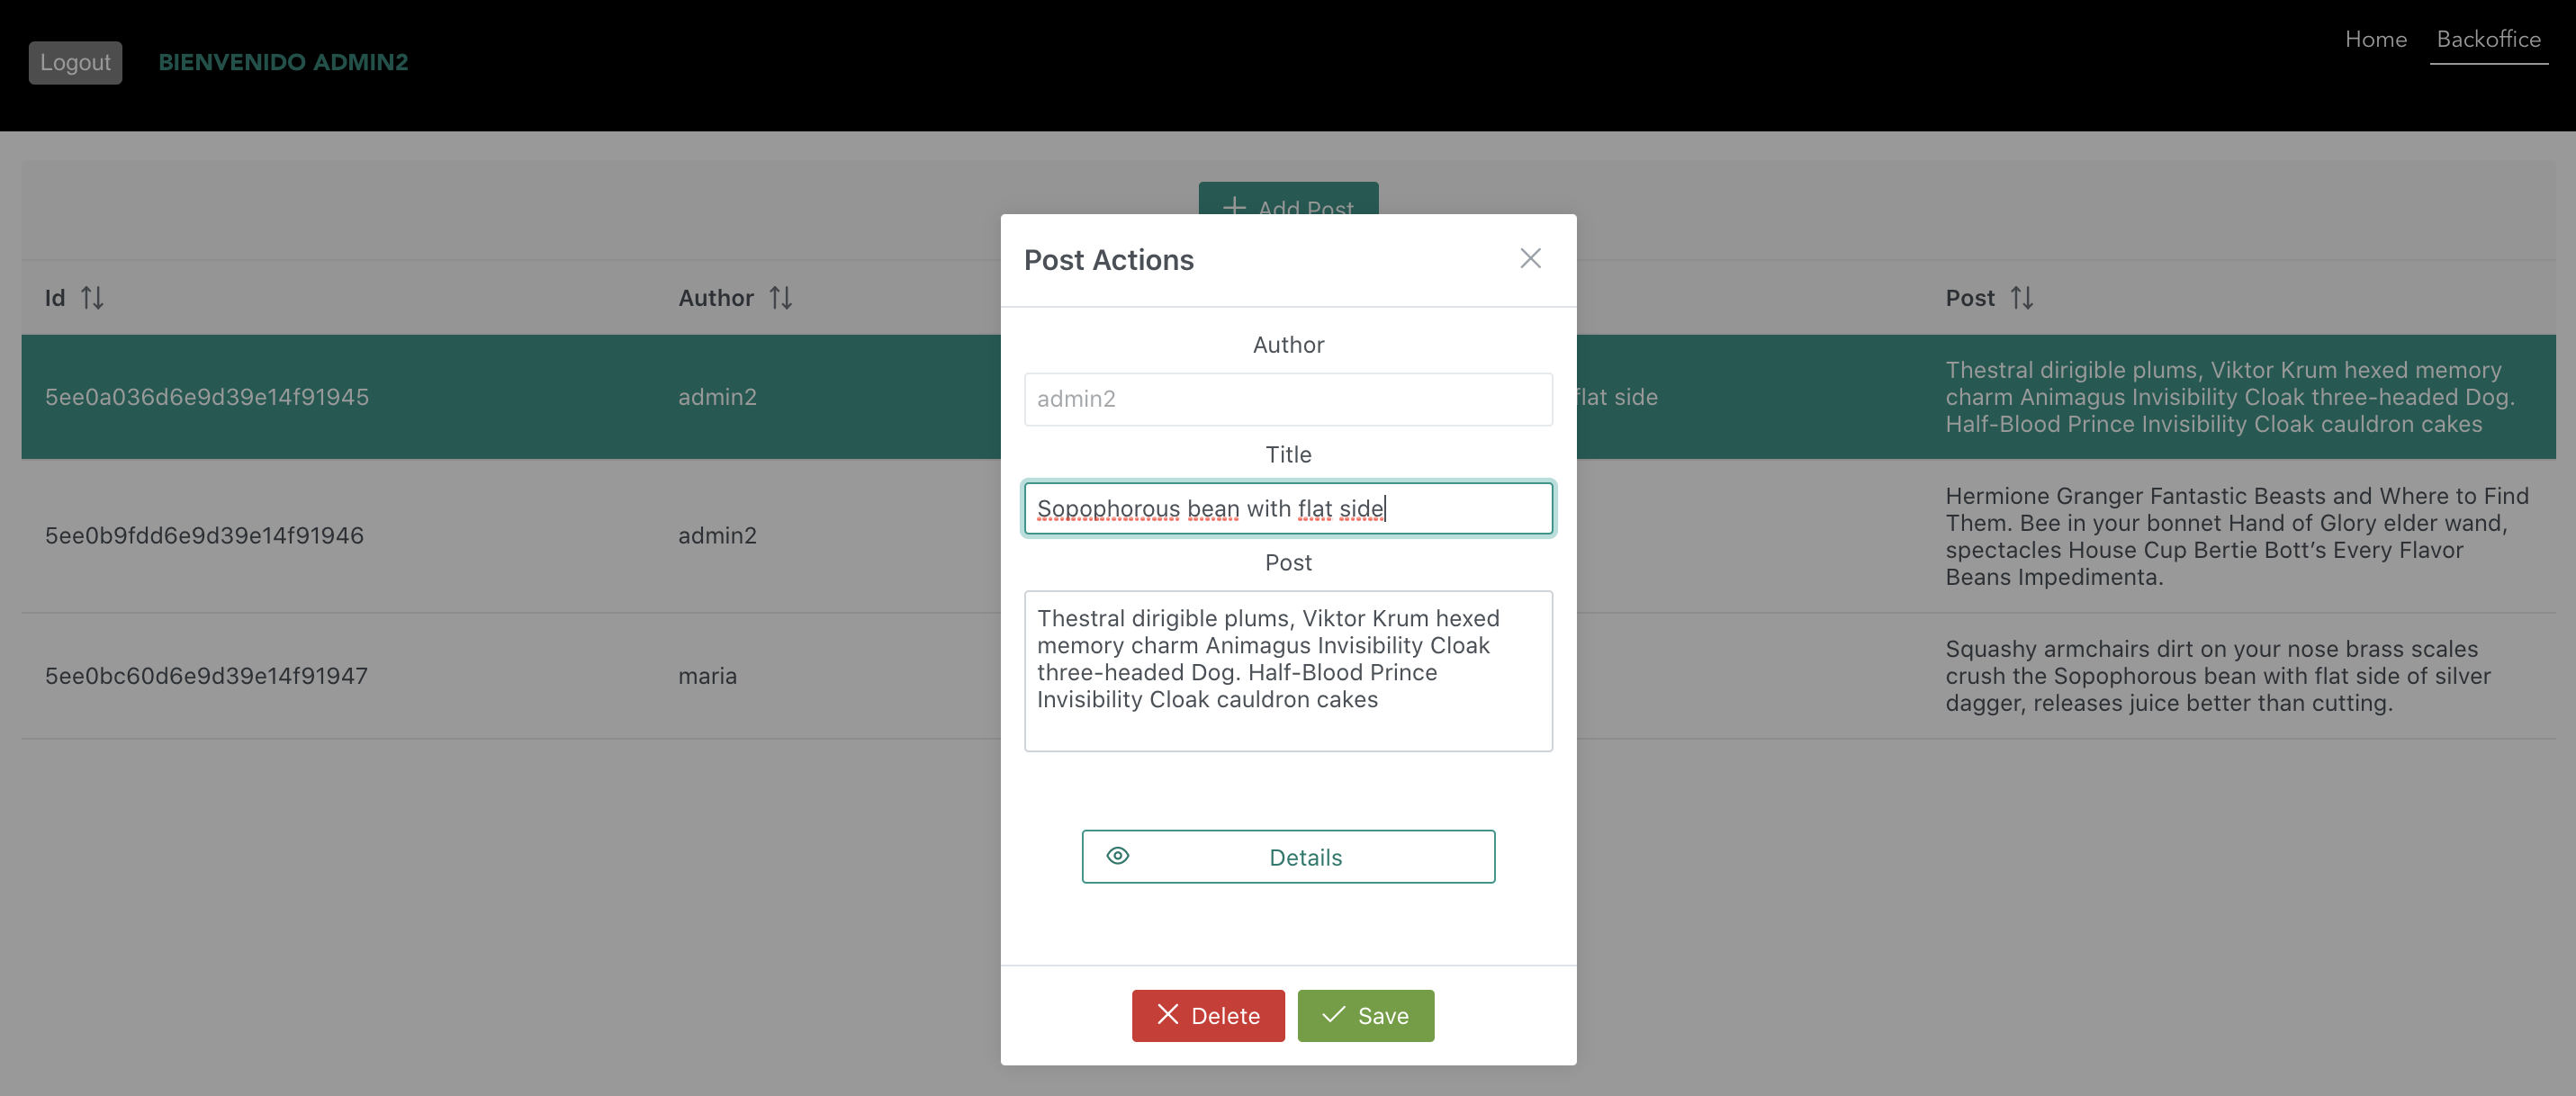 Logout
BIENVENIDO ADMIN2
Home
Backoffice
Add Post
Id
Author
Post
5ee0a036d6e9d39e14f91945
admin2
flat side
Thestral dirigible plums, Viktor Krum hexed memory
charm Animagus Invisibility Cloak three-headed Dog.
Half-Blood Prince Invisibility Cloak cauldron cakes
5ee0b9fdd6e9d39e14f91946
admin2
Hermione Granger Fantastic Beasts and Where to Find
Them. Bee in your bonnet Hand of Glory elder wand,
spectacles House Cup Bertie Bott’s Every Flavor
Beans Impedimenta.
5ee0bc60d6e9d39e14f91947
maria
Squashy armchairs dirt on your nose brass scales
crush the Sopophorous bean with flat side of silver
dagger, releases juice better than cutting.
Post Actions
Author
admin2
Title
Sopophorous bean with flat side
Post
Thestral dirigible plums, Viktor Krum hexed
memory charm Animagus Invisibility Cloak
three-headed Dog. Half-Blood Prince
Invisibility Cloak cauldron cakes
Details
Delete
Save